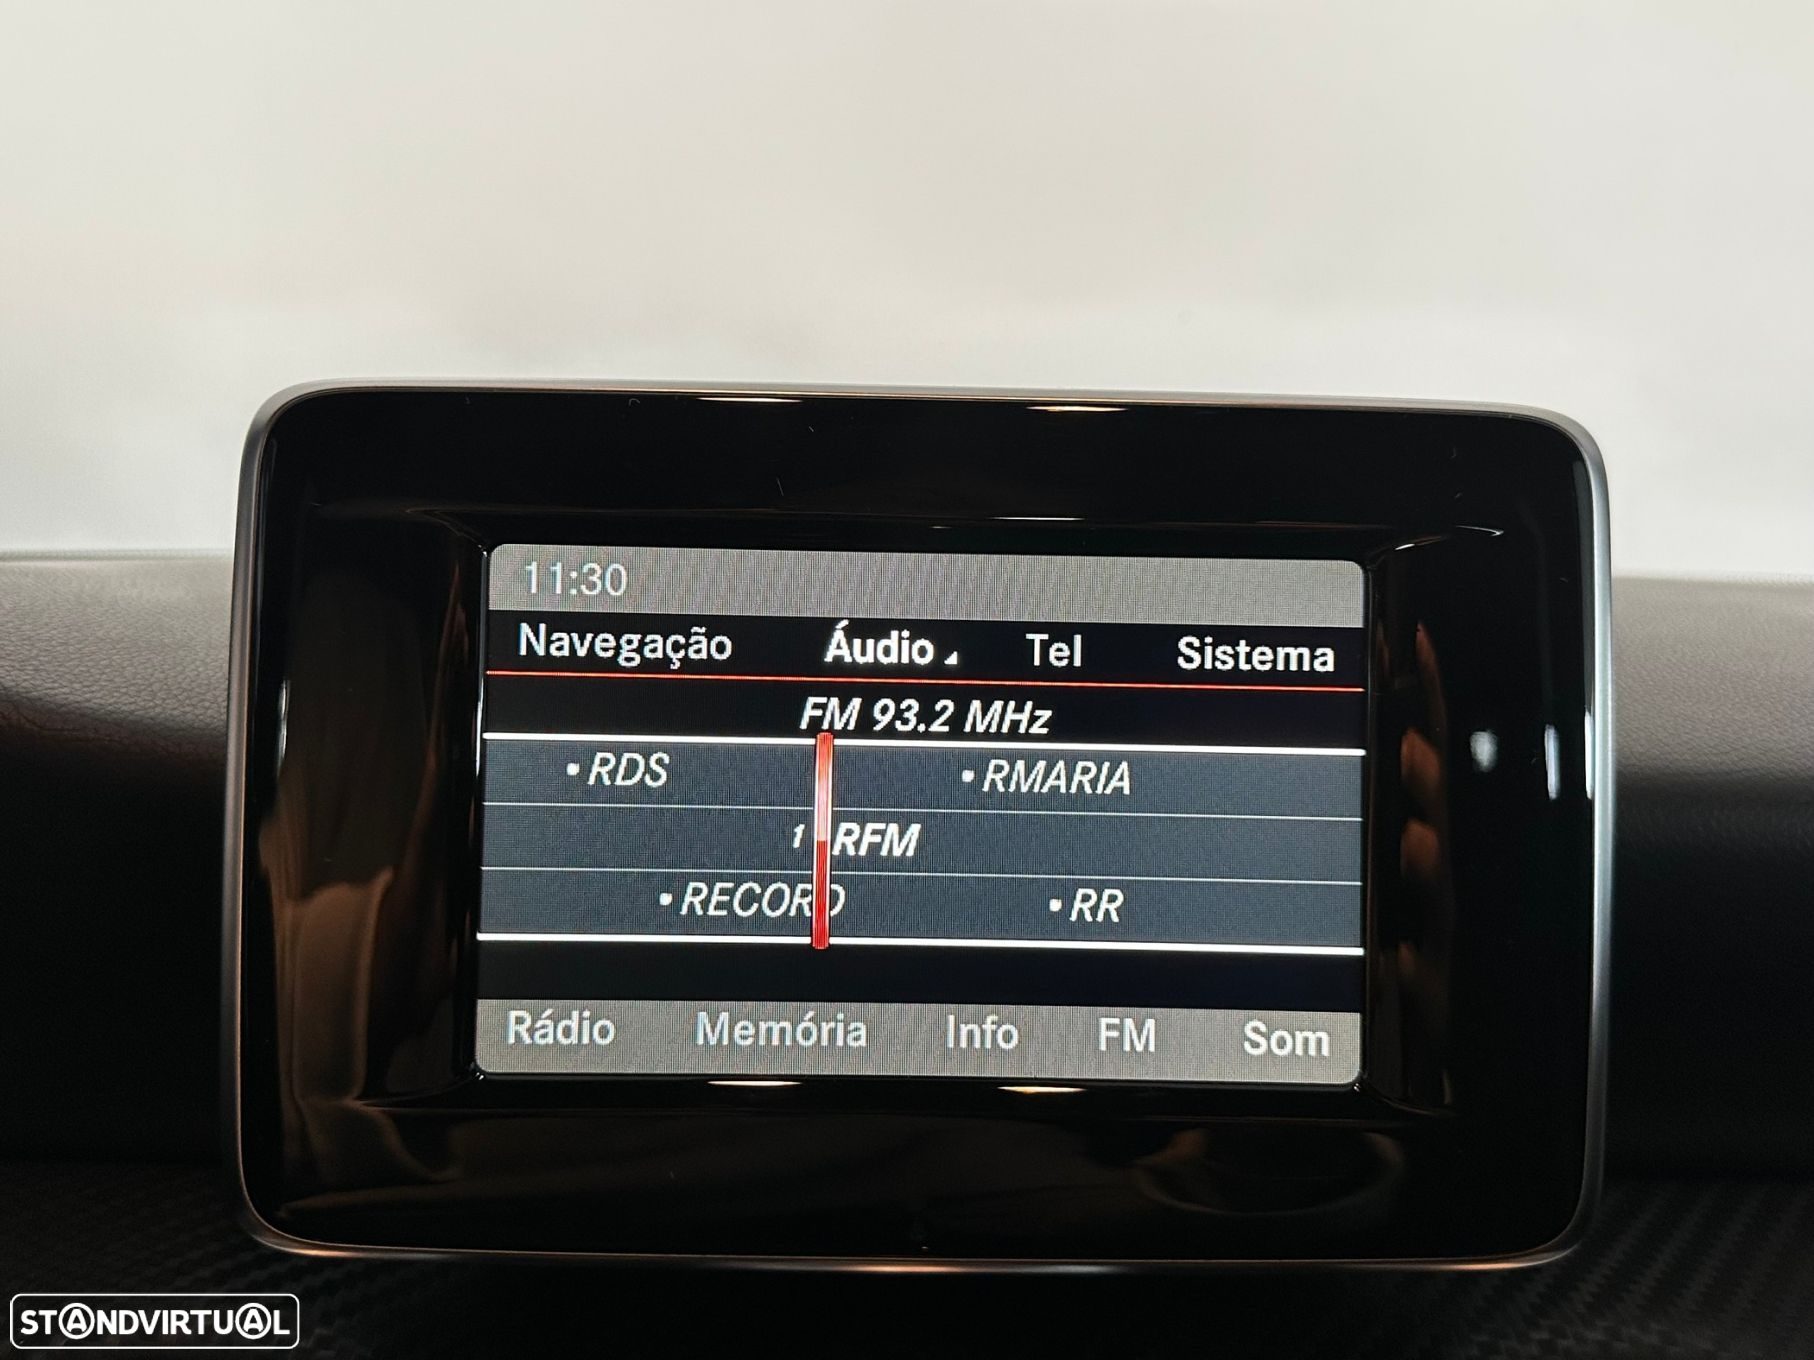 11:30
Navegação Áudio Tel Sistema
FM 93.2 MHz
•RDS •RMARIA
1 RFM
•RECORD •RR
Rádio Memória Info FM Som
STANDVIRTUAL